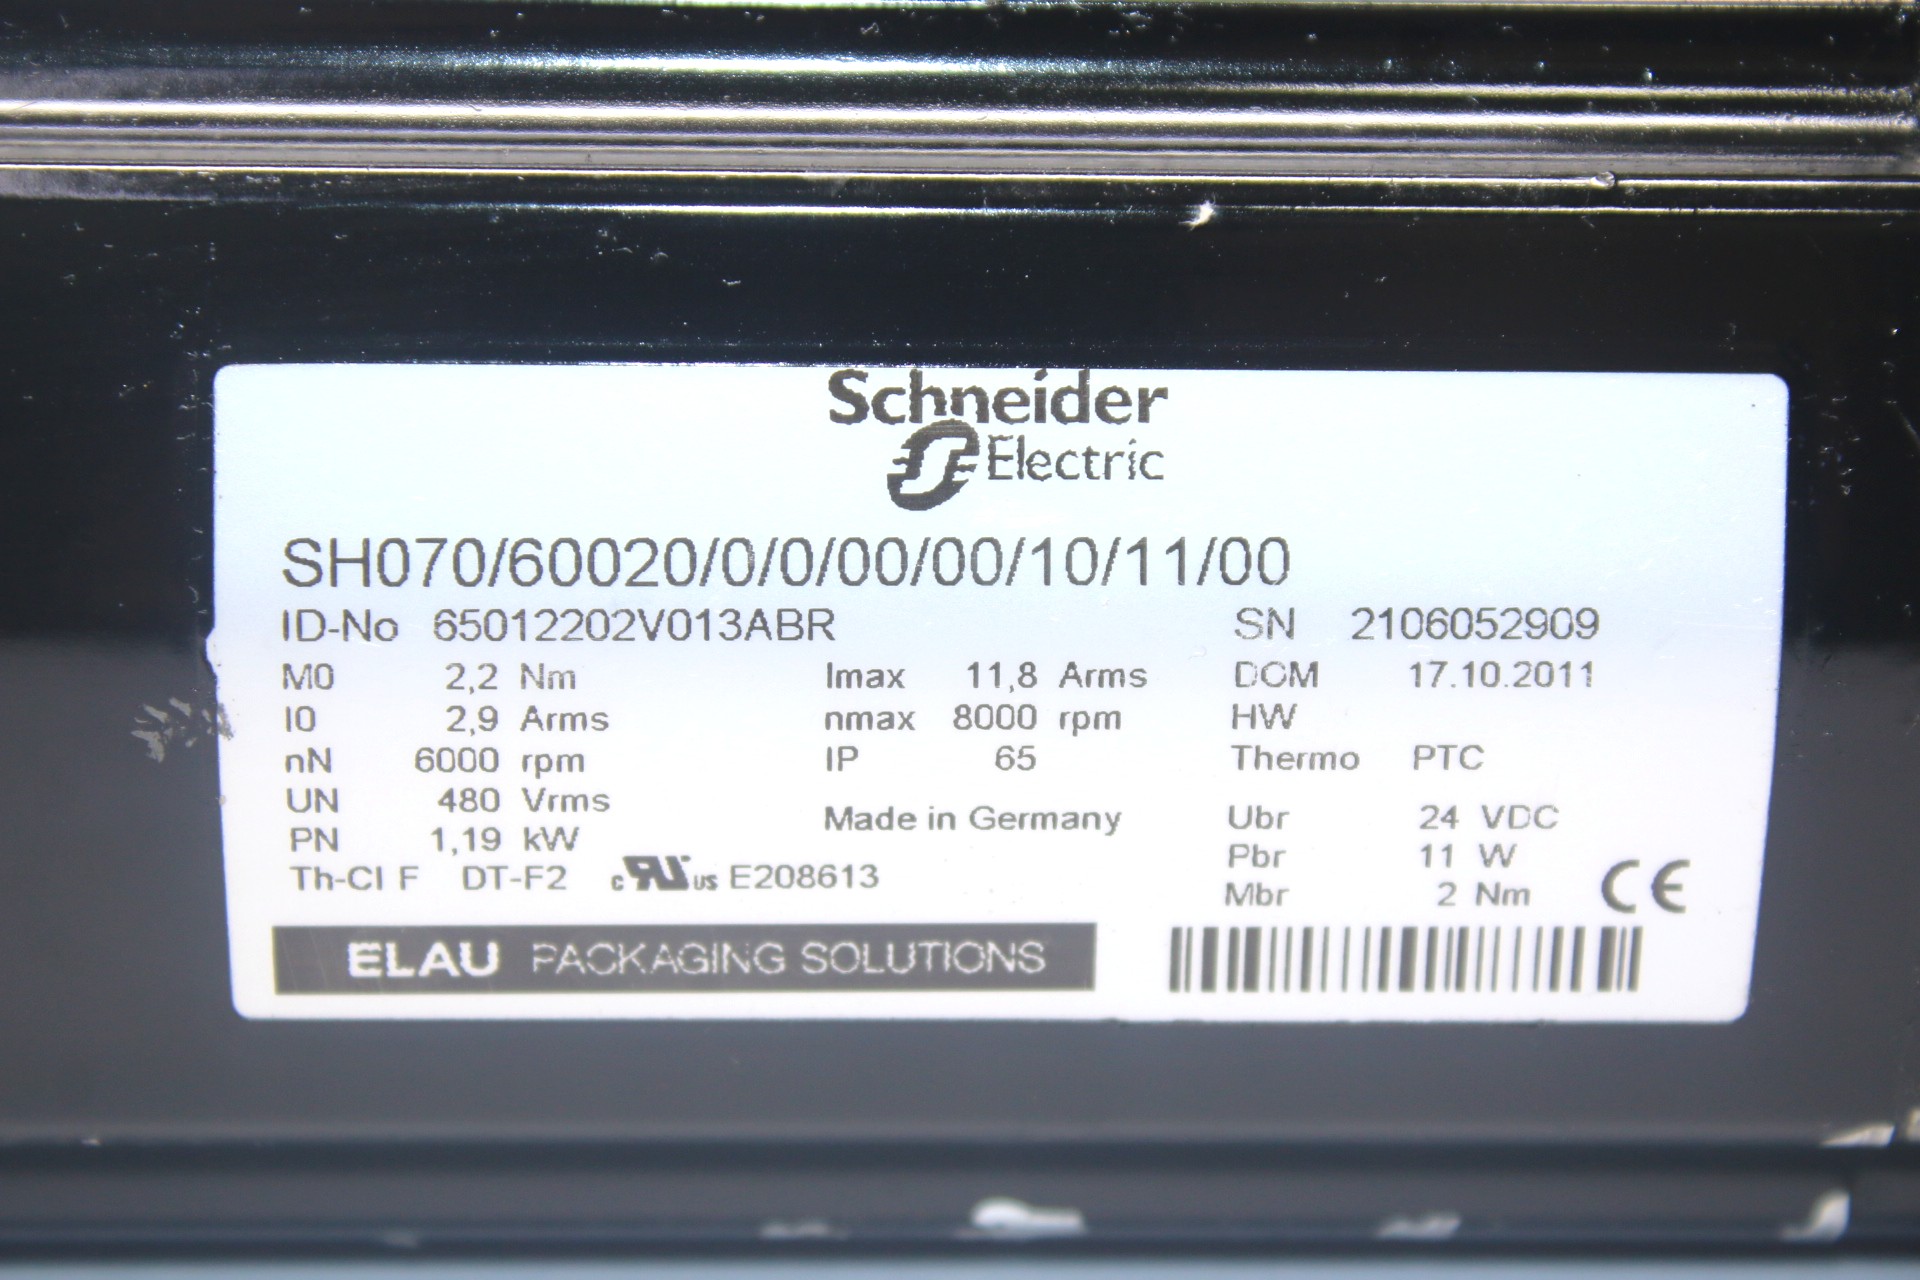 Schneider
Electric
SH070/60020/0/0/00/00/10/11/00
ID-No 65012202V013ABR SN 2106052909
M0 2,2 Nm Imax 11,8 Arms DOM 17.10.2011
I0 2,9 Arms nmax 8000 rpm HW
nN 6000 rpm IP 65 Thermo PTC
UN 480 Vrms Made in Germany Ubr 24 VDC
PN 1,19 kW Pbr 11 W
Th-Cl F DT-F2 c RU US E208613 Mbr 2 Nm CE
ELAU PACKAGING SOLUTIONS